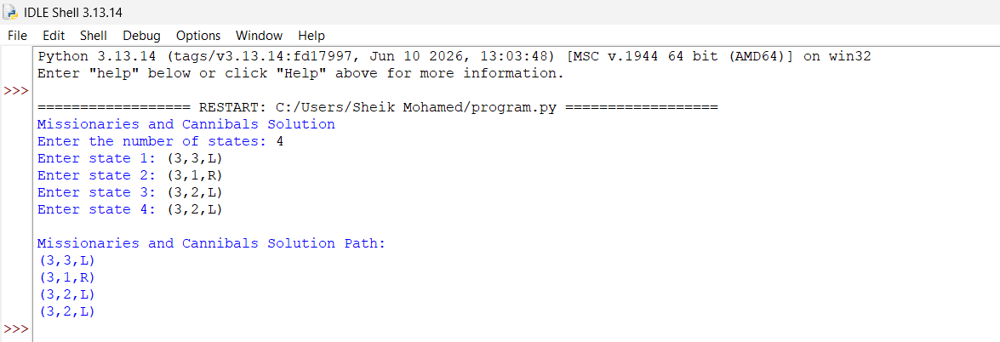 IDLE Shell 3.13.14
File Edit Shell Debug Options Window Help
Python 3.13.14 (tags/v3.13.14:fd17997, Jun 10 2026, 13:03:48) [MSC v.1944 64 bit (AMD64)] on win32
Enter "help" below or click "Help" above for more information.
>>>
================== RESTART: C:/Users/Sheik Mohamed/program.py ==================
Missionaries and Cannibals Solution
Enter the number of states: 4
Enter state 1: (3,3,L)
Enter state 2: (3,1,R)
Enter state 3: (3,2,L)
Enter state 4: (3,2,L)
Missionaries and Cannibals Solution Path:
(3,3,L)
(3,1,R)
(3,2,L)
(3,2,L)
>>>